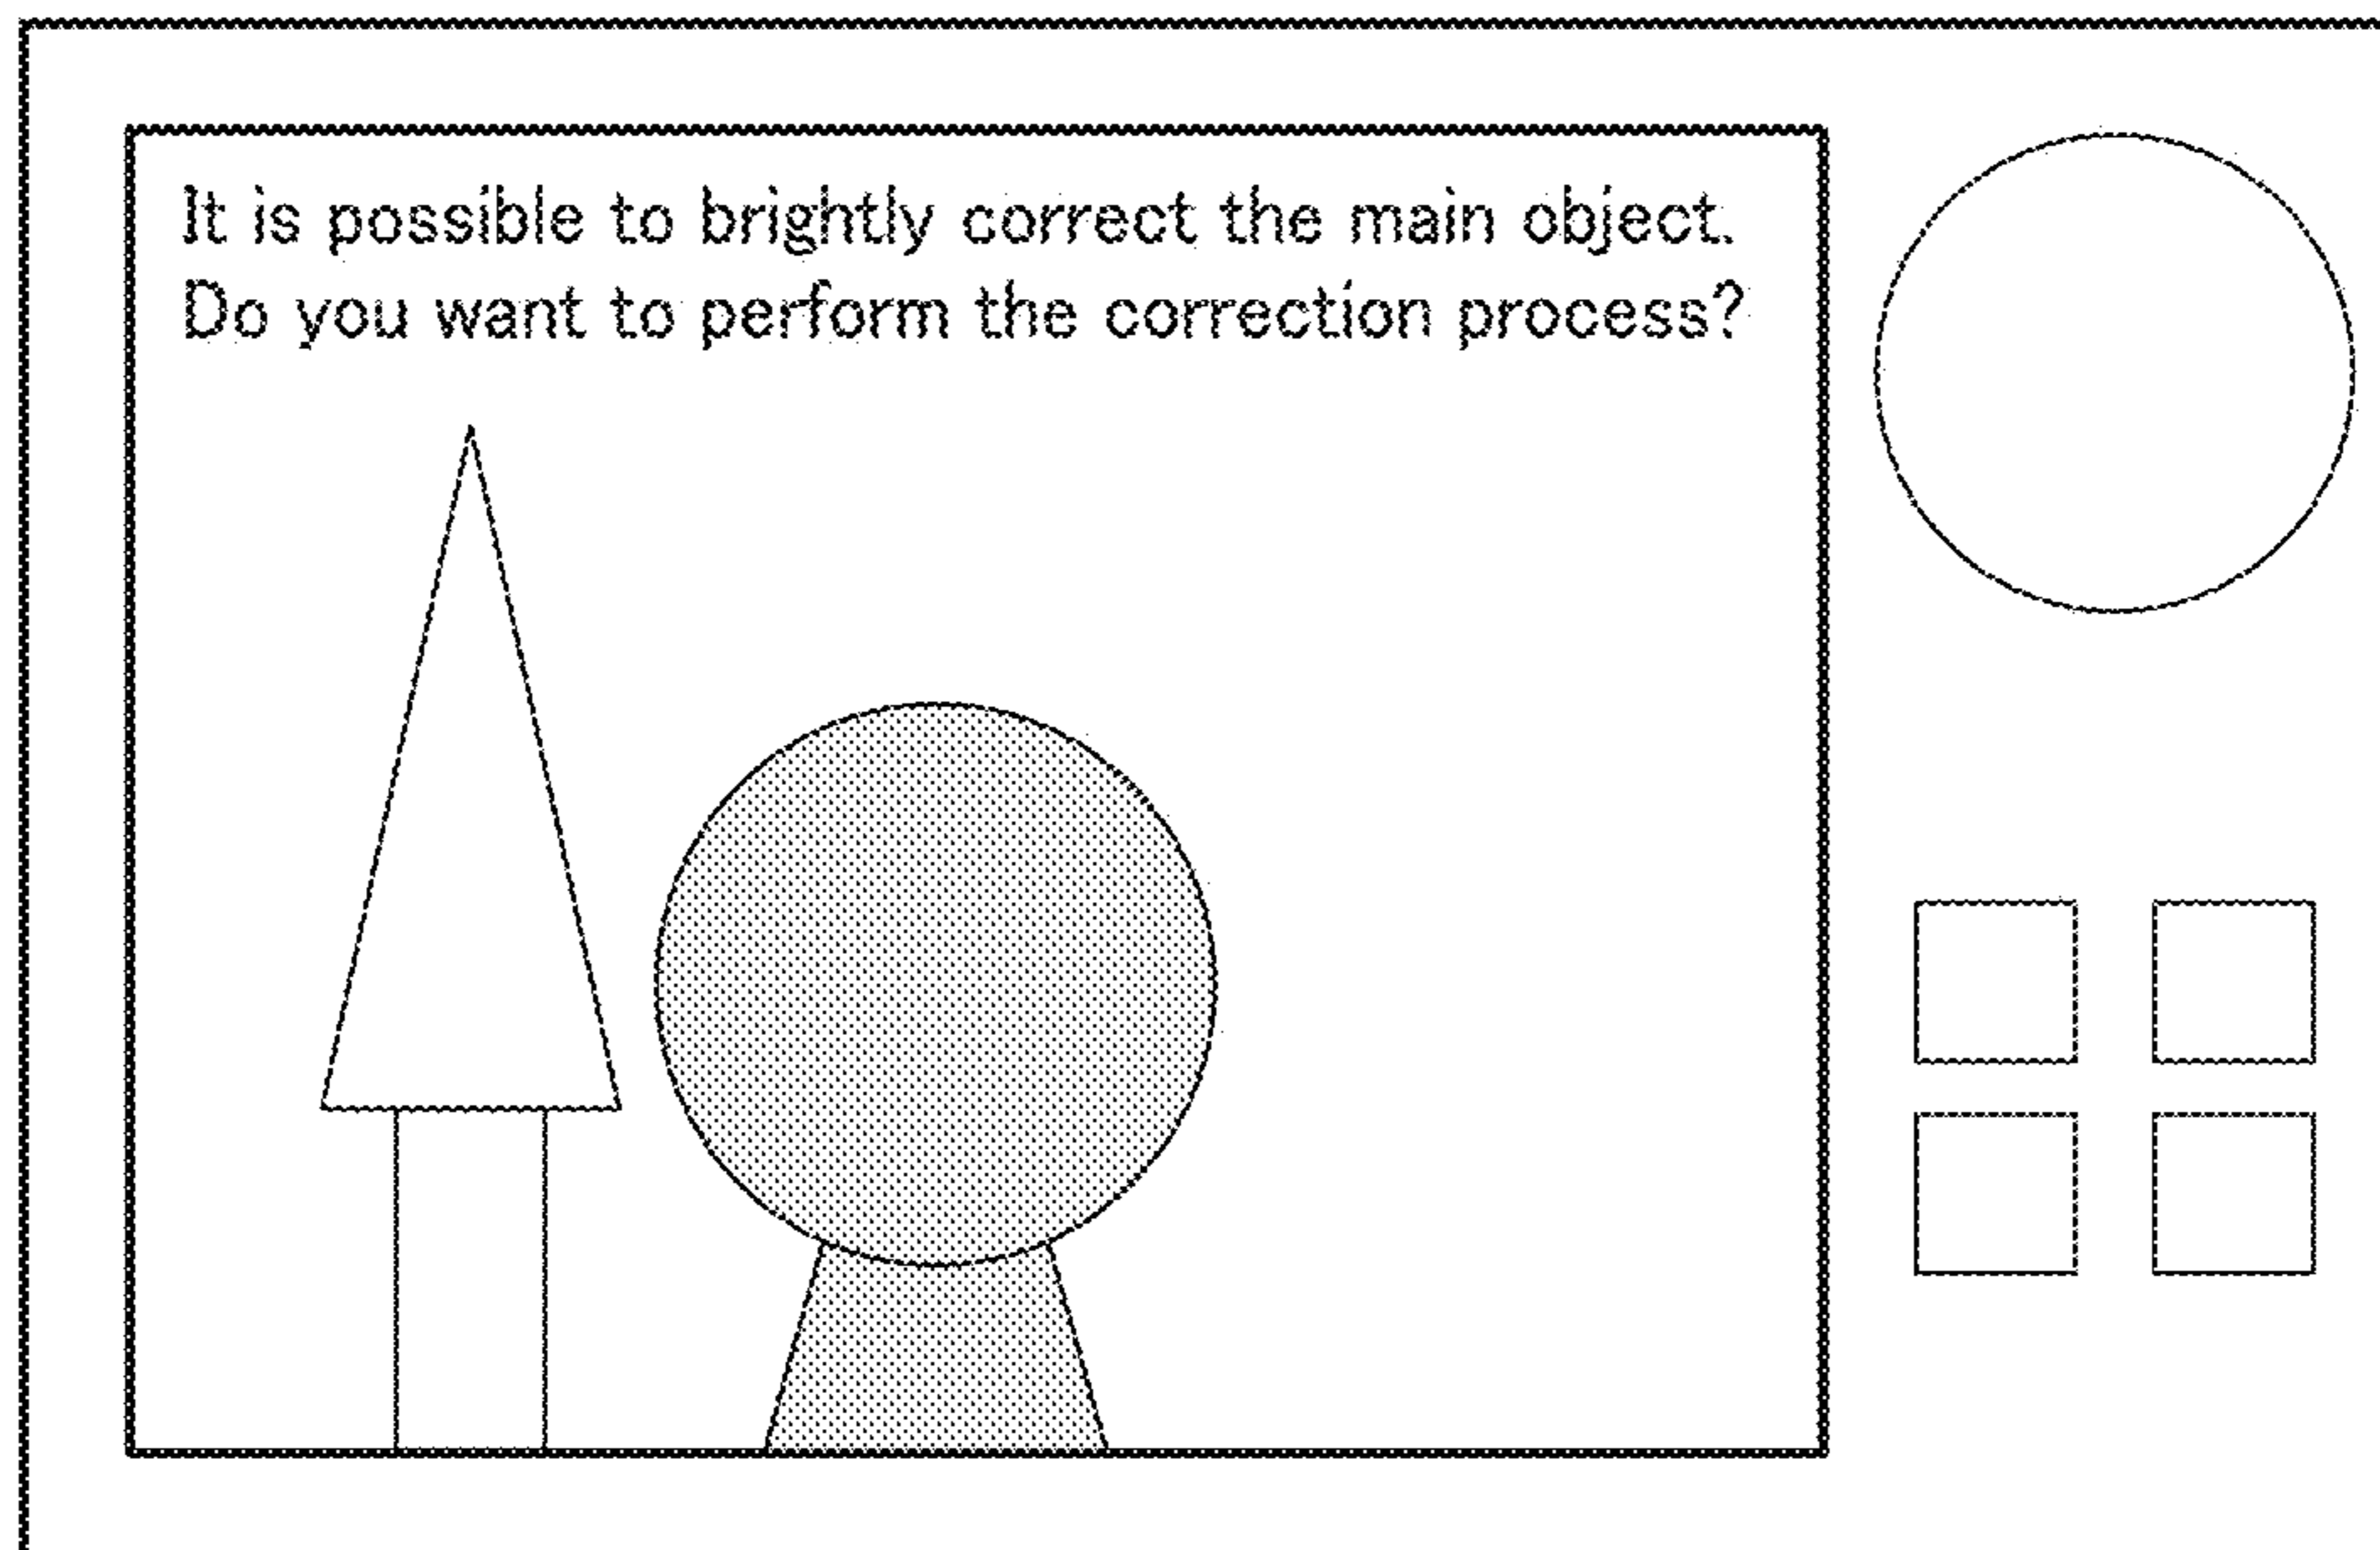 It is possible to brightly correct the main object.
Do you want to perform the correction process?